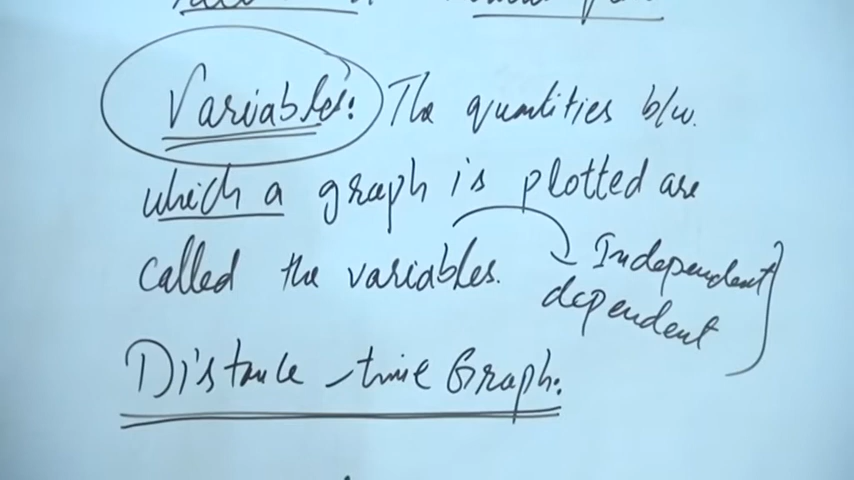 Variables: The quantities b/w.
which a graph is plotted are
called the variables.
Independent
dependent
Distance-time Graph: